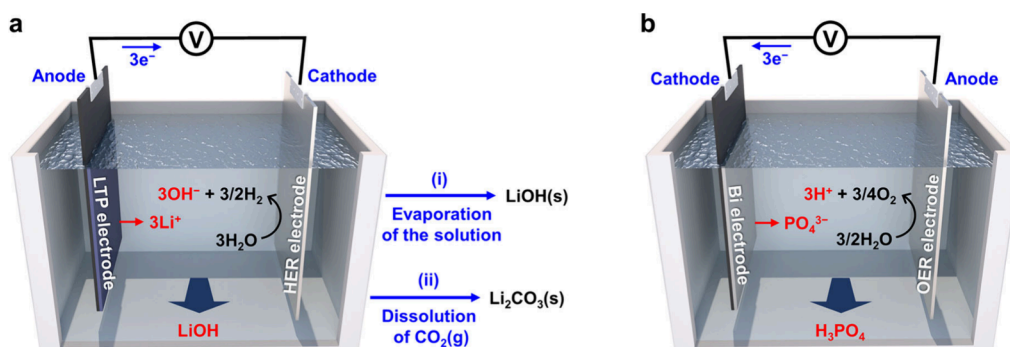 a
V
3e⁻
Anode
Cathode
LTP electrode
3OH⁻ + 3/2H₂
3Li⁺
3H₂O
HER electrode
LiOH
(i)
Evaporation
of the solution
LiOH(s)
(ii)
Dissolution
of CO₂(g)
Li₂CO₃(s)
b
V
3e⁻
Cathode
Anode
Bi electrode
3H⁺ + 3/4O₂
PO₄³⁻
3/2H₂O
OER electrode
H₃PO₄